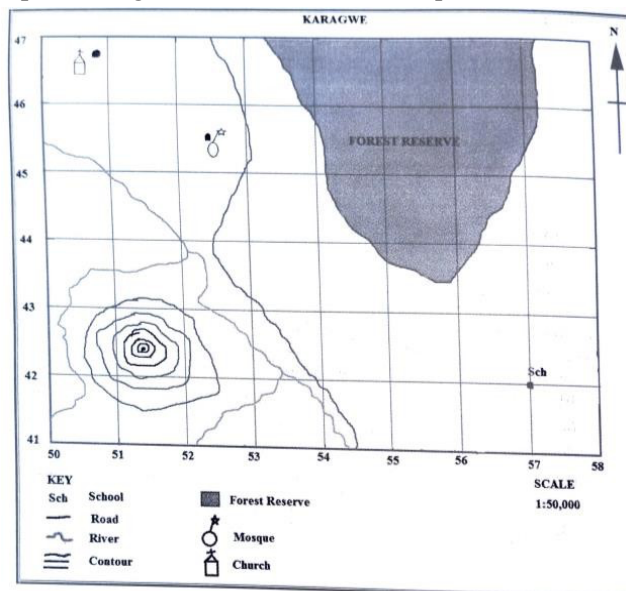 KARAGWE
N
47
46
45
44
43
42
41
FOREST RESERVE
Sch
50 51 52 53 54 55 56 57 58
KEY
Sch School
Road
River
Contour
Forest Reserve
Mosque
Church
SCALE
1:50,000